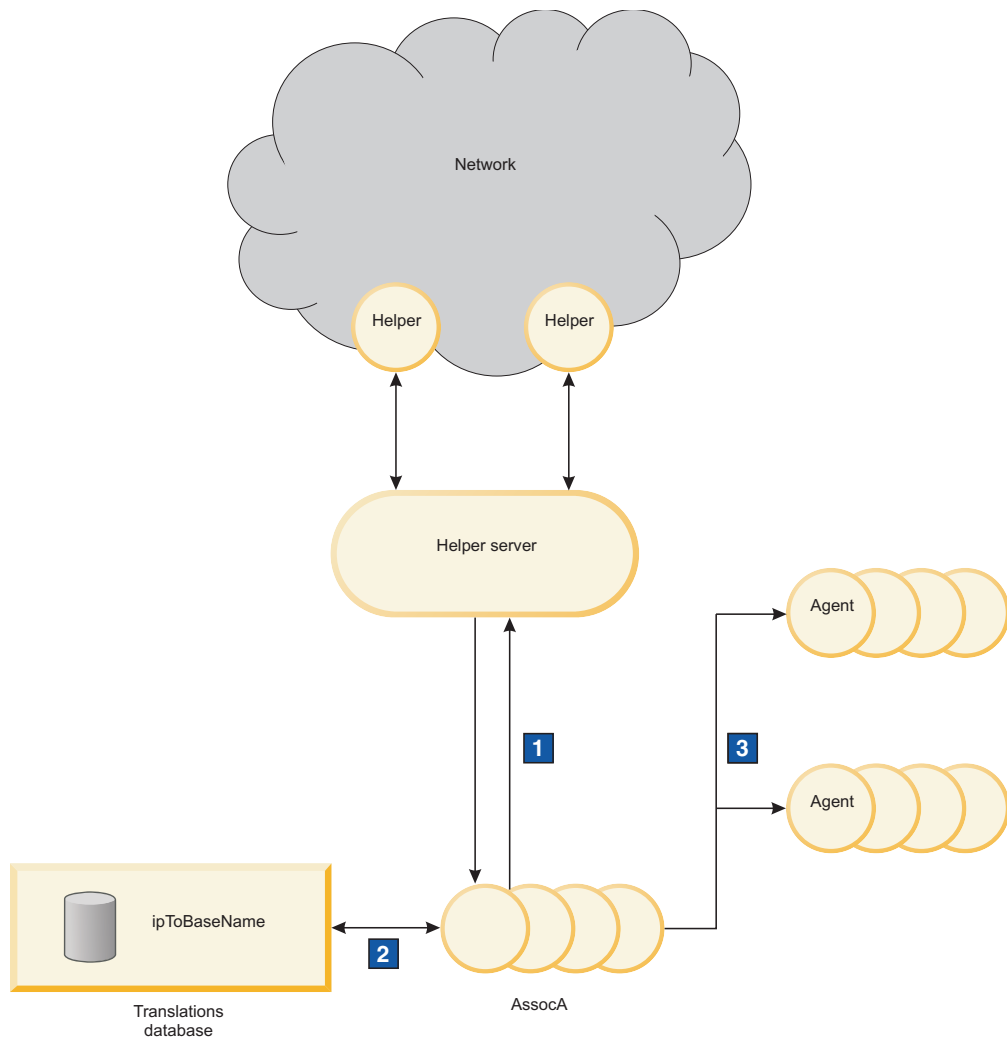 Network
Helper
Helper
Helper server
Agent
1
3
Agent
ipToBaseName
2
Translations
database
AssocA